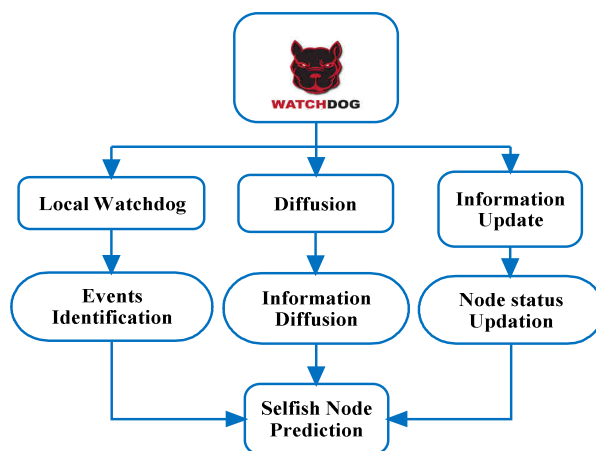 WATCHDOG
Local Watchdog
Diffusion
Information
Update
Events
Identification
Information
Diffusion
Node status
Updation
Selfish Node
Prediction